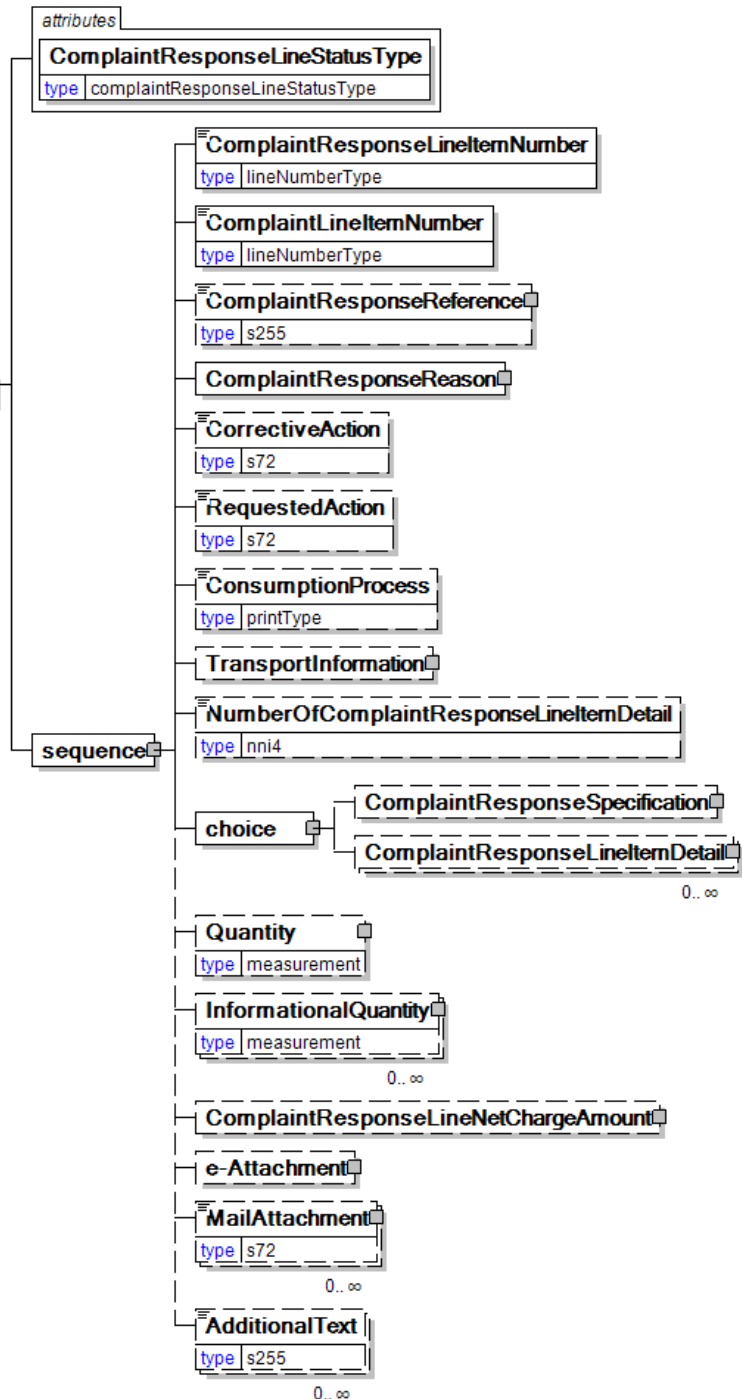 attributes
ComplaintResponseLineStatusType
type complaintResponseLineStatusType
ComplaintResponseLineItemNumber
type lineNumberType
ComplaintLineItemNumber
type lineNumberType
ComplaintResponseReference
type s255
ComplaintResponseReason
CorrectiveAction
type s72
RequestedAction
type s72
ConsumptionProcess
type printType
TransportInformation
NumberOfComplaintResponseLineItemDetail
type nni4
sequence
choice
ComplaintResponseSpecification
ComplaintResponseLineItemDetail
0.. ∞
Quantity
type measurement
InformationalQuantity
type measurement
0.. ∞
ComplaintResponseLineNetChargeAmount
e-Attachment
MailAttachment
type s72
0.. ∞
AdditionalText
type s255
0.. ∞